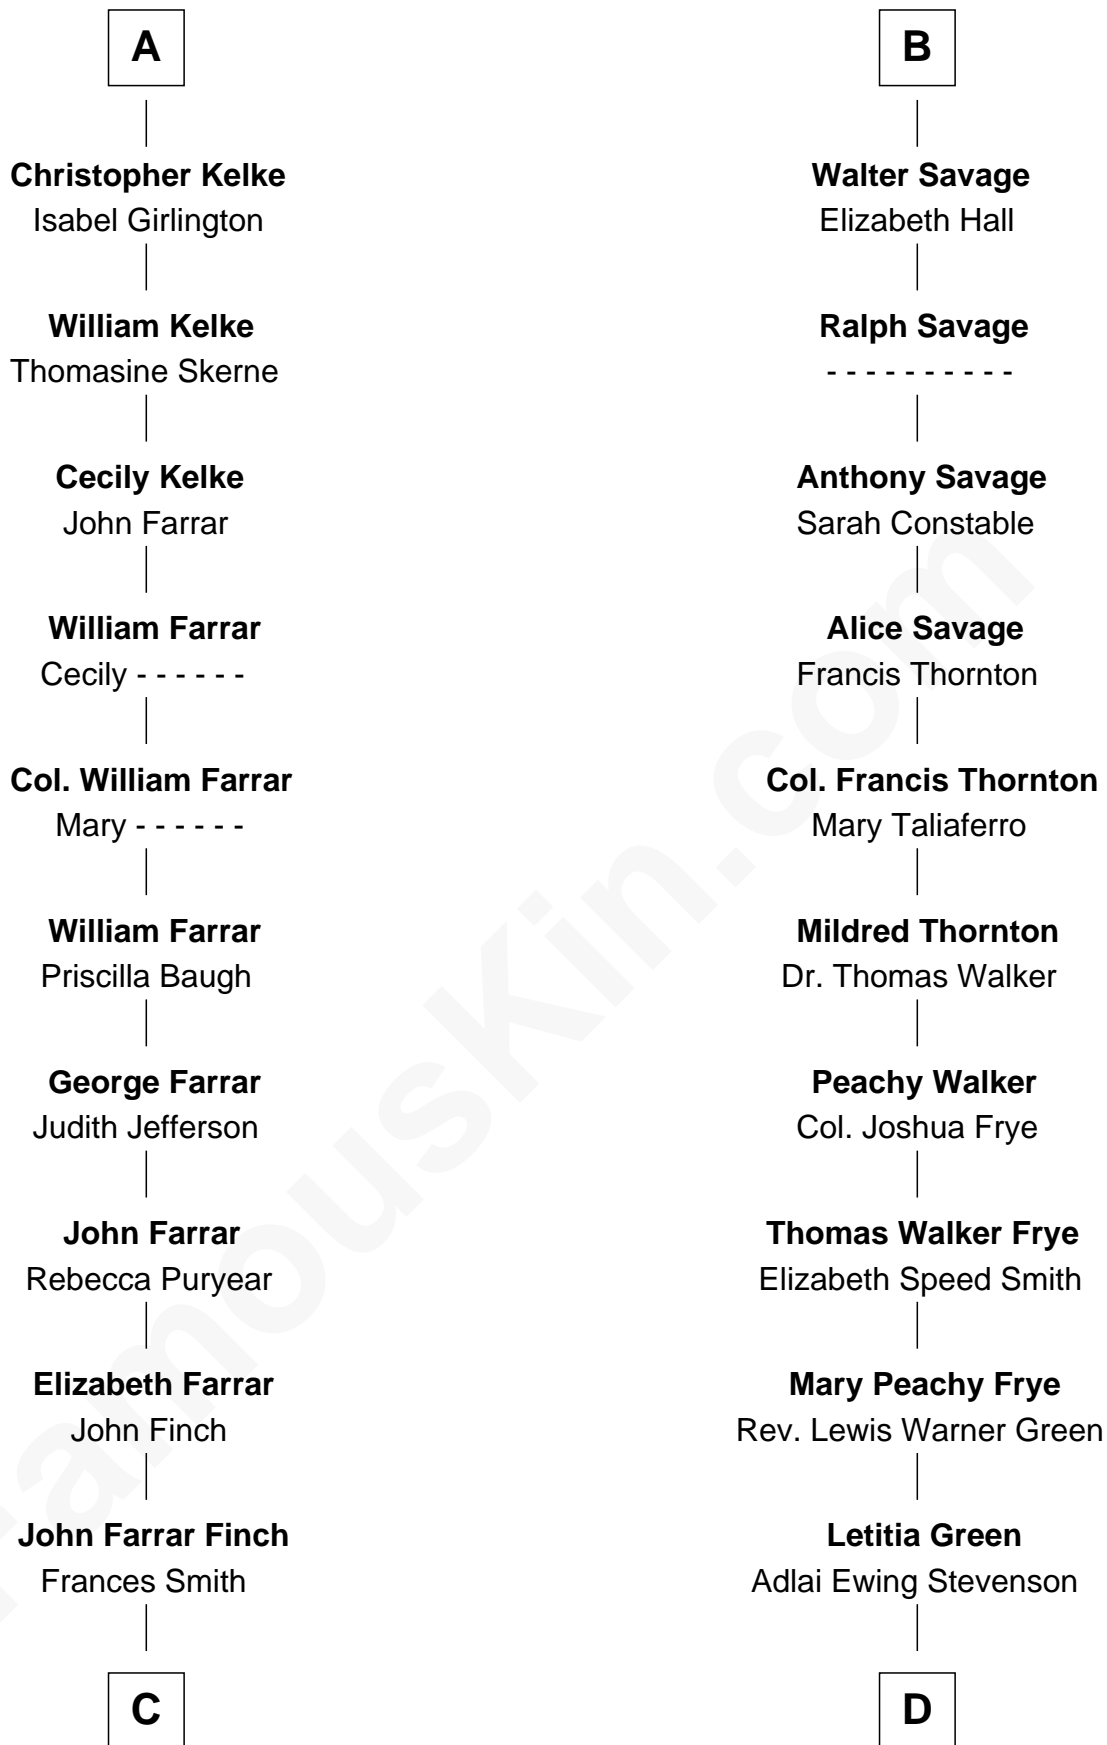 A
Christopher Kelke
Isabel Girlington
William Kelke
Thomasine Skerne
Cecily Kelke
John Farrar
William Farrar
Cecily - - - - - -
Col. William Farrar
Mary - - - - - -
William Farrar
Priscilla Baugh
George Farrar
Judith Jefferson
John Farrar
Rebecca Puryear
Elizabeth Farrar
John Finch
John Farrar Finch
Frances Smith
C
B
Walter Savage
Elizabeth Hall
Ralph Savage
- - - - - - - - - -
Anthony Savage
Sarah Constable
Alice Savage
Francis Thornton
Col. Francis Thornton
Mary Taliaferro
Mildred Thornton
Dr. Thomas Walker
Peachy Walker
Col. Joshua Frye
Thomas Walker Frye
Elizabeth Speed Smith
Mary Peachy Frye
Rev. Lewis Warner Green
Letitia Green
Adlai Ewing Stevenson
D
FamousKin.com